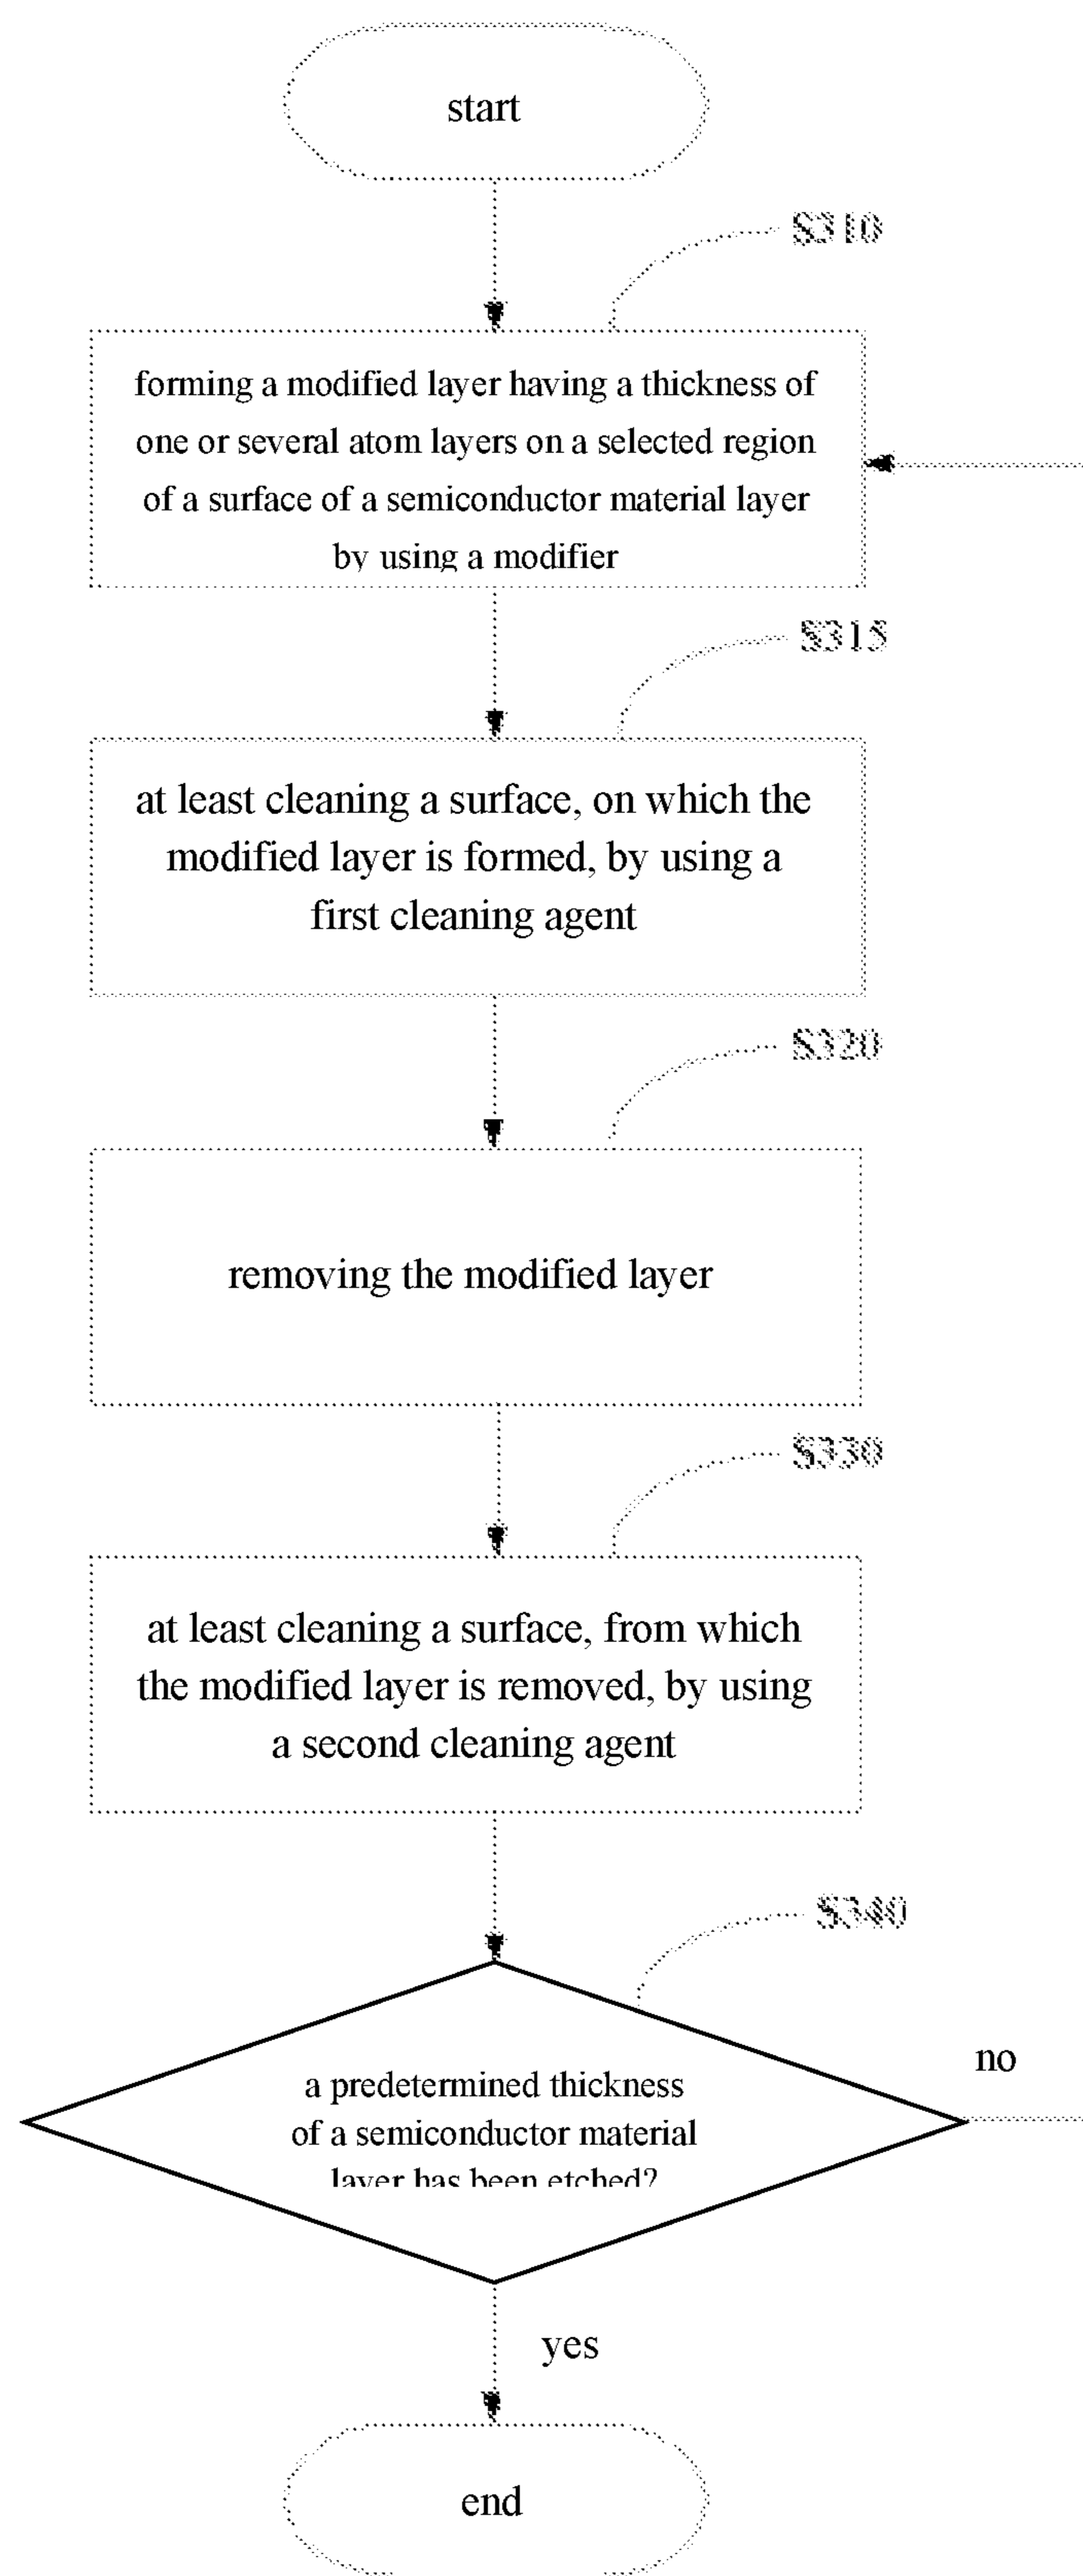 start
S310
forming a modified layer having a thickness of
one or several atom layers on a selected region
of a surface of a semiconductor material layer
by using a modifier
S315
at least cleaning a surface, on which the
modified layer is formed, by using a
first cleaning agent
S320
removing the modified layer
S330
at least cleaning a surface, from which
the modified layer is removed, by using
a second cleaning agent
S340
a predetermined thickness
of a semiconductor material
layer has been etched?
no
yes
end